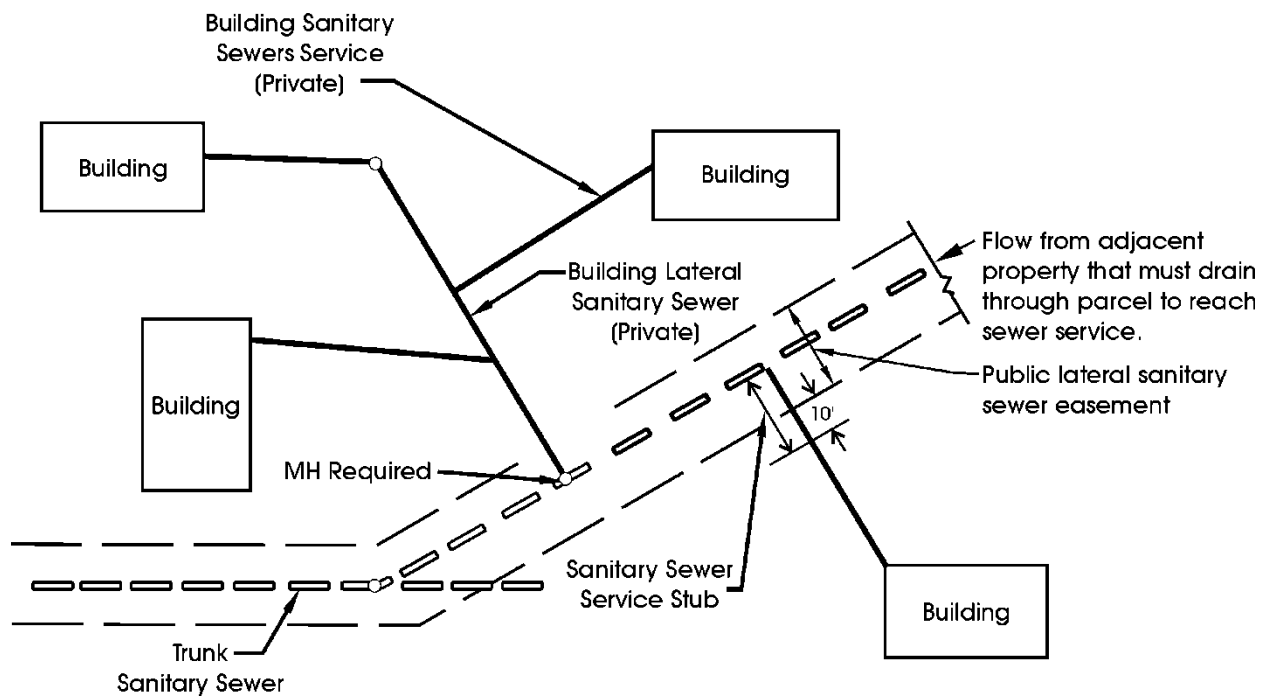 Building Sanitary
Sewers Service
(Private)
Building
Building
Flow from adjacent
property that must drain
through parcel to reach
sewer service.
Building Lateral
Sanitary Sewer
(Private)
Public lateral sanitary
sewer easement
Building
10'
MH Required
Sanitary Sewer
Service Stub
Building
Trunk
Sanitary Sewer